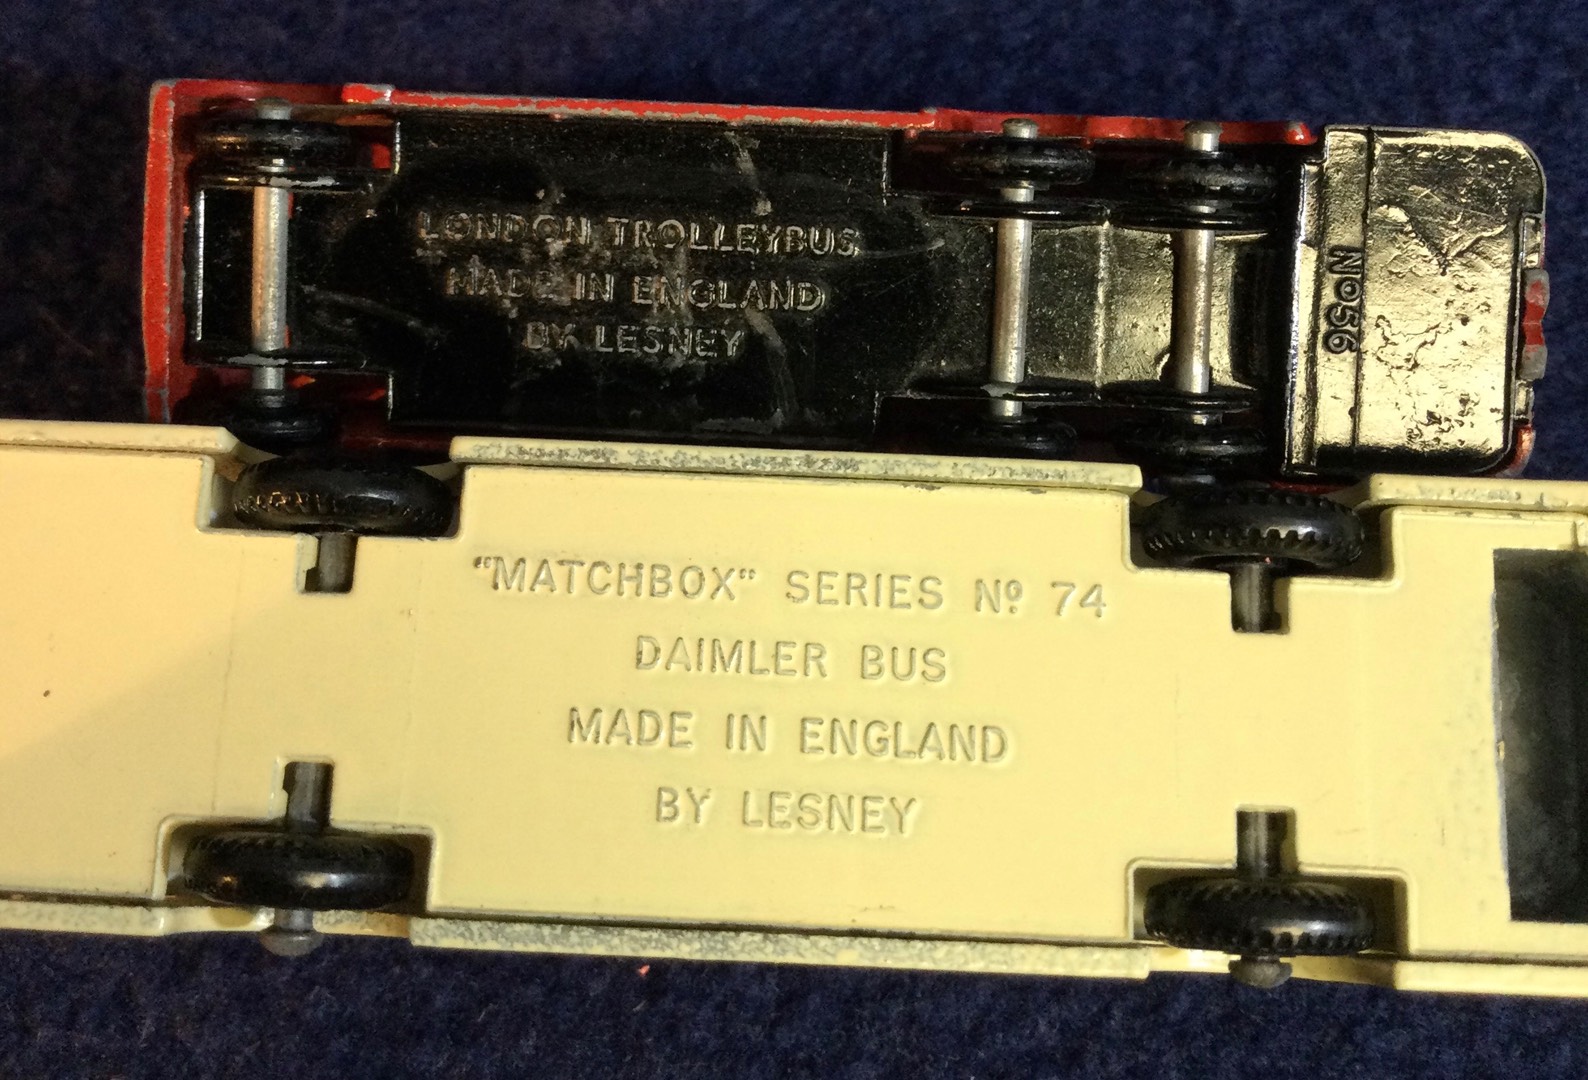 LONDON TROLLEYBUS
MADE IN ENGLAND
BY LESNEY
No56
"MATCHBOX" SERIES Nº 74
DAIMLER BUS
MADE IN ENGLAND
BY LESNEY